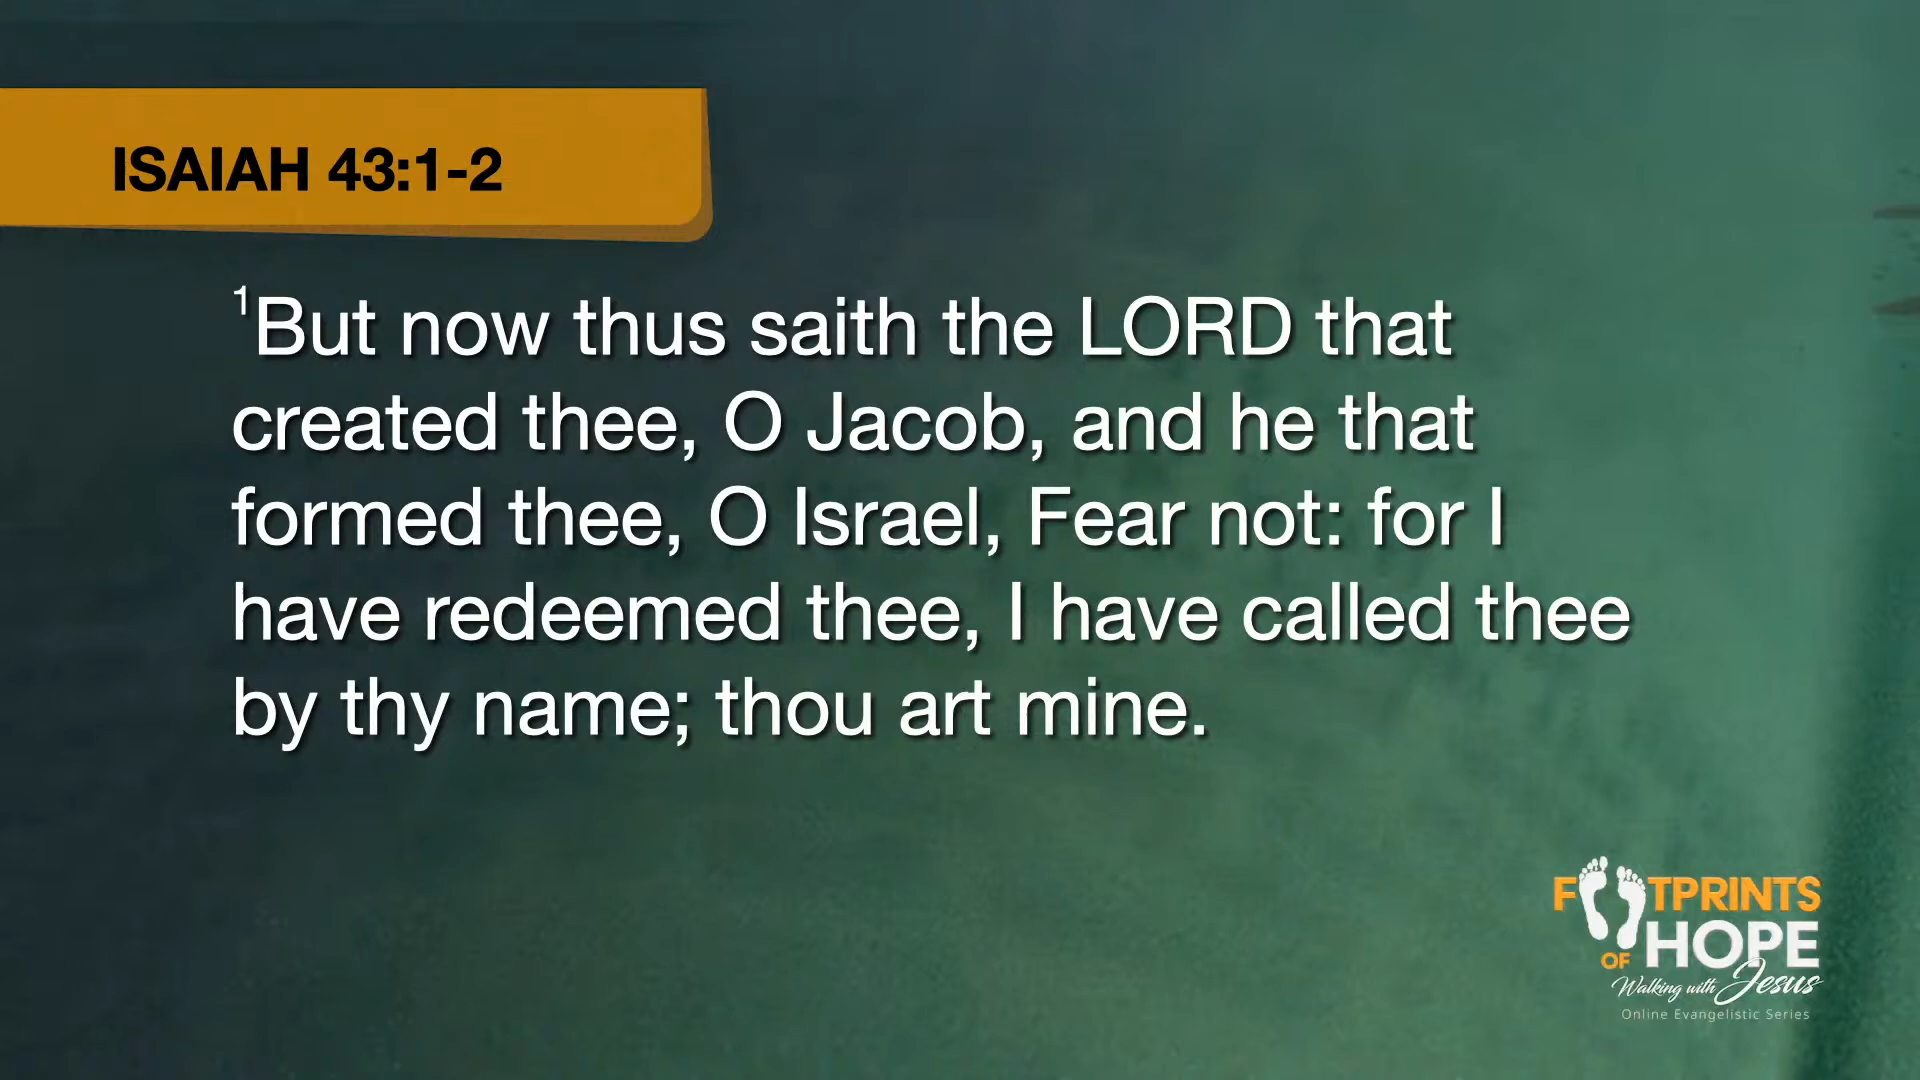 ISAIAH 43:1-2
¹But now thus saith the LORD that
created thee, O Jacob, and he that
formed thee, O Israel, Fear not: for I
have redeemed thee, I have called thee
by thy name; thou art mine.
FOOTPRINTS
OF HOPE
Walking with Jesus
Online Evangelistic Series